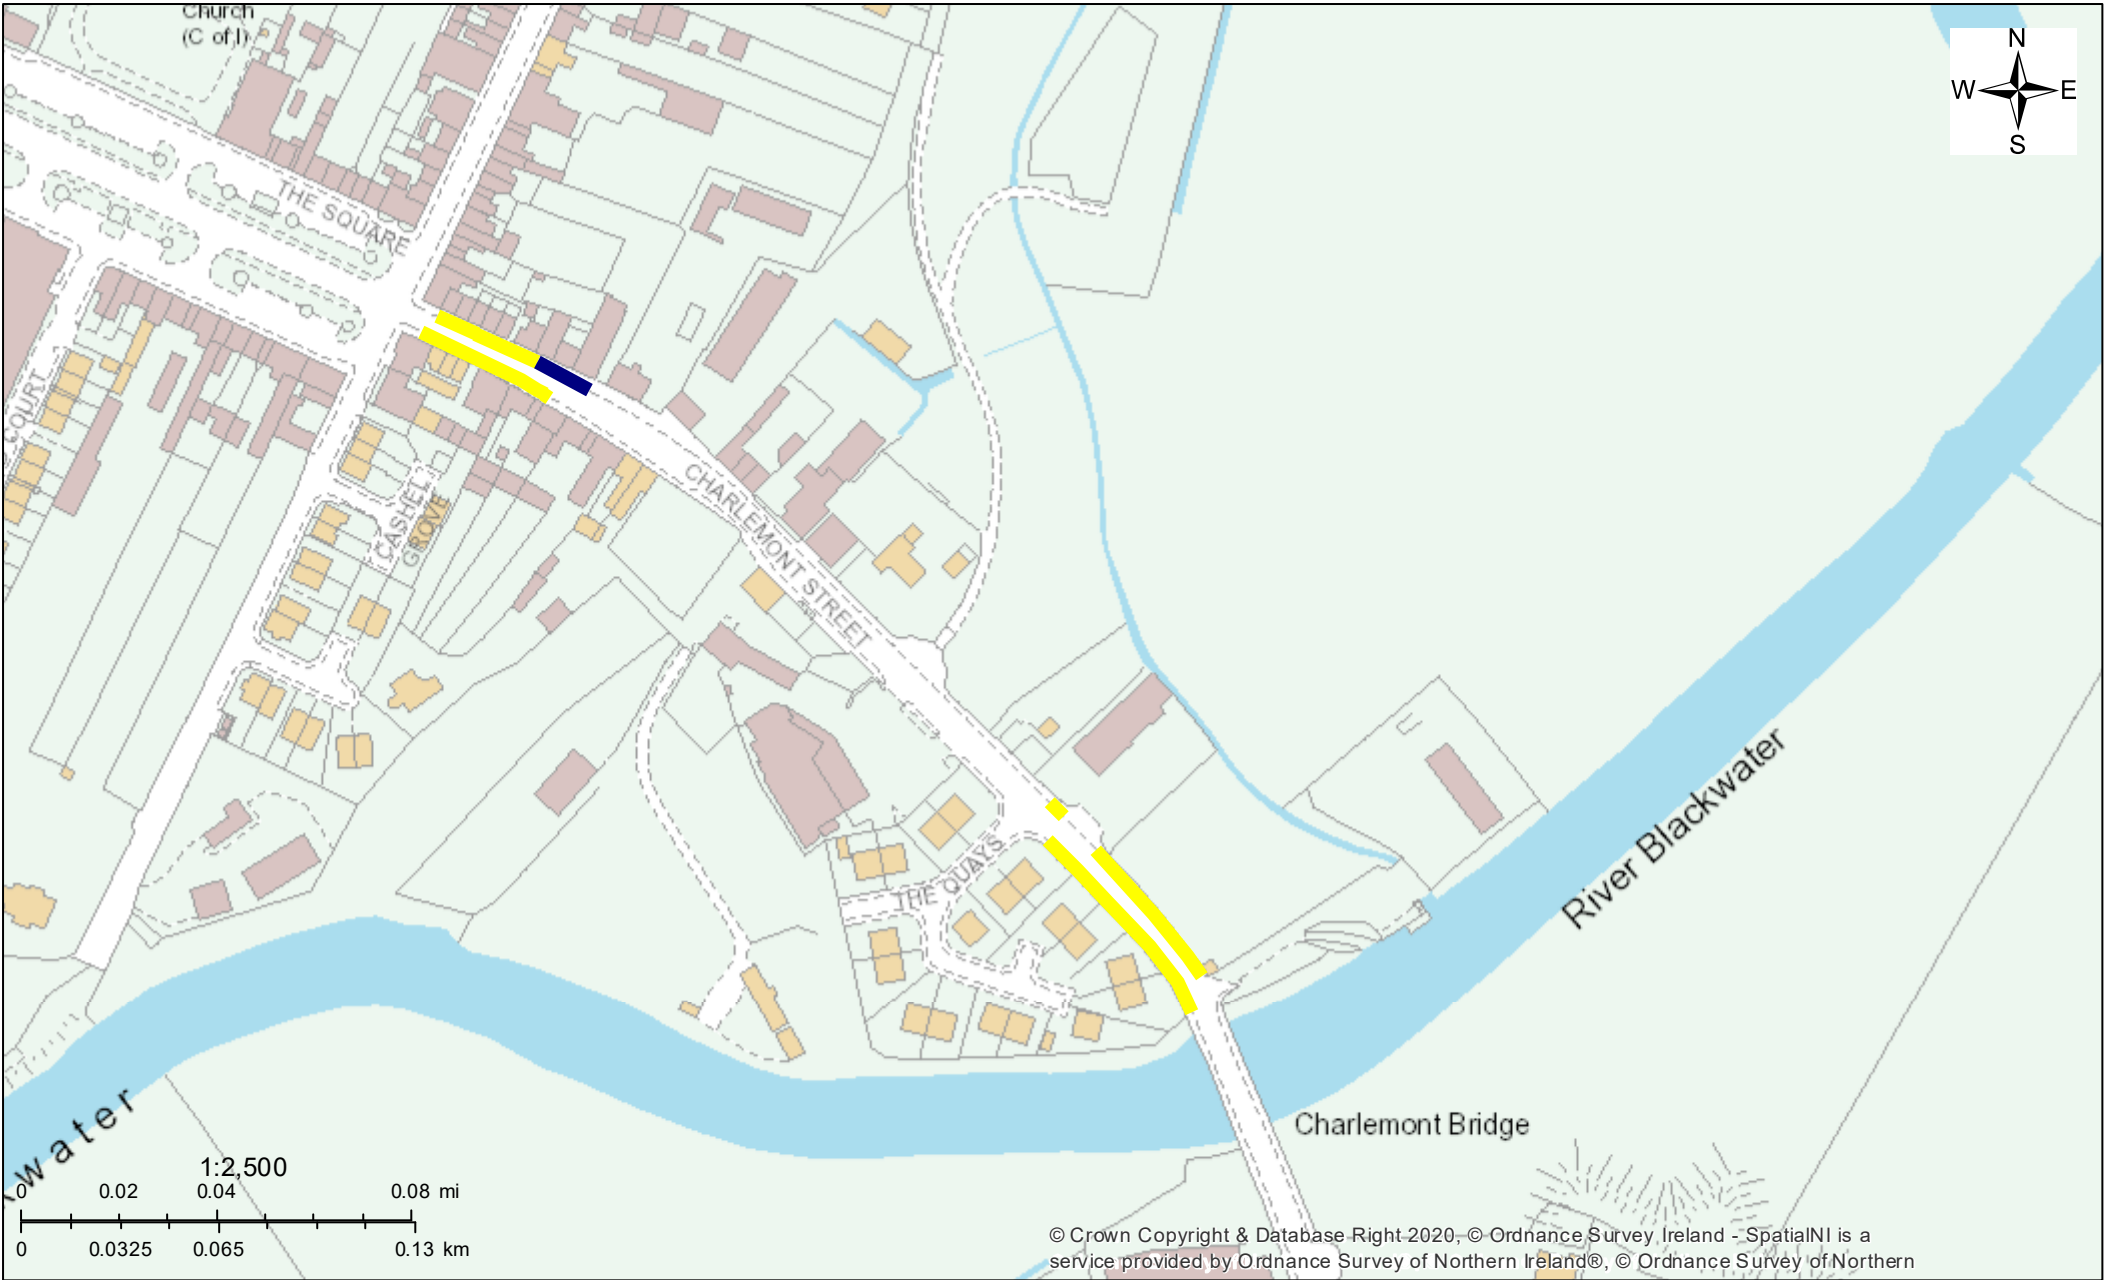 Church
(C of I)
N
W E
S
THE SQUARE
COURT
CASHEL
GROVE
CHARLEMONT STREET
THE QUAYS
River Blackwater
Charlemont Bridge
kwater
1:2,500
0 0.02 0.04 0.08 mi
0 0.0325 0.065 0.13 km
© Crown Copyright & Database Right 2020, © Ordnance Survey Ireland - SpatialNI is a
service provided by Ordnance Survey of Northern Ireland®, © Ordnance Survey of Northern